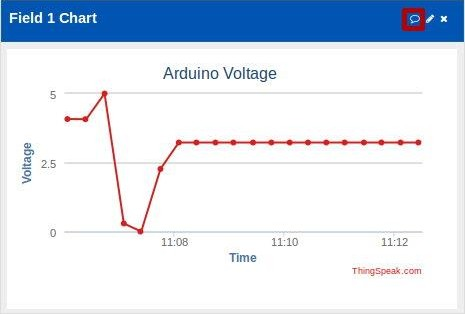 Field 1 Chart
Arduino Voltage
5
2.5
0
Voltage
11:08 11:10 11:12
Time
ThingSpeak.com